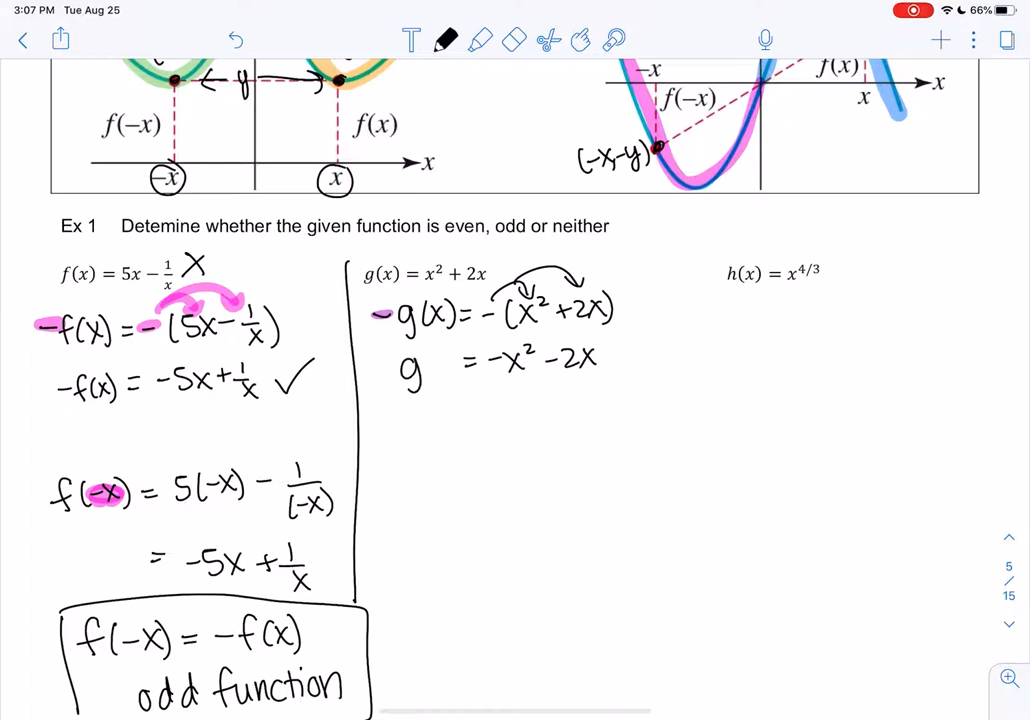 3:07 PM Tue Aug 25
66%
y
-x
f(x)
x
x
f(-x)
f(-x)
f(x)
(-x,-y)
x
-x
x
Ex 1 Detemine whether the given function is even, odd or neither
f(x) = 5x − 1/x X
g(x) = x² + 2x
h(x) = x^{4/3}
-f(x) = -(5x - 1/x)
-f(x) = -5x + 1/x ✓
f(-x) = 5(-x) - 1/(-x)
= -5x + 1/x
f(-x) = -f(x)
odd function
-g(x) = -(x² + 2x)
g = -x² - 2x
5
/
15